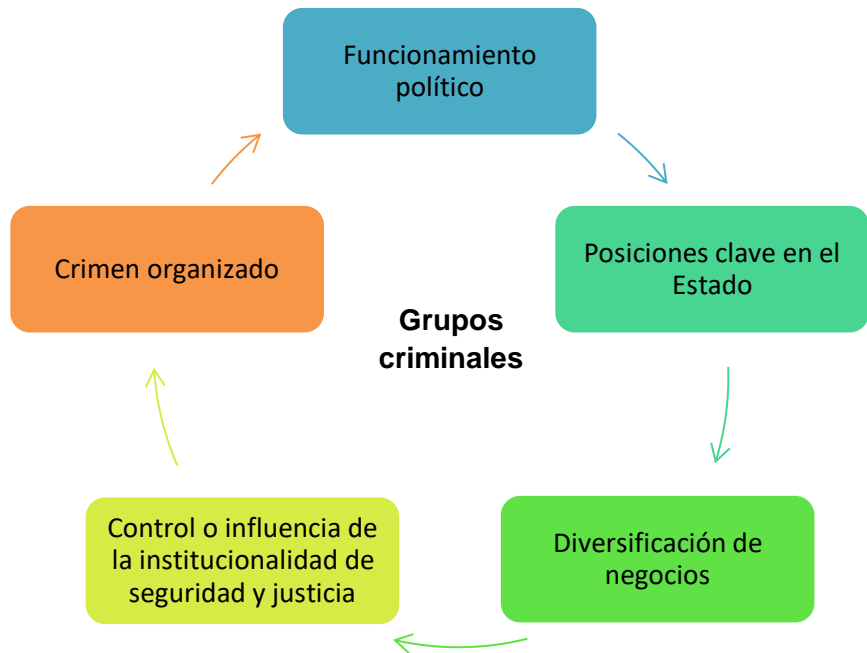 Funcionamiento
político
Posiciones clave en el
Estado
Diversificación de
negocios
Control o influencia de
la institucionalidad de
seguridad y justicia
Crimen organizado
Grupos
criminales